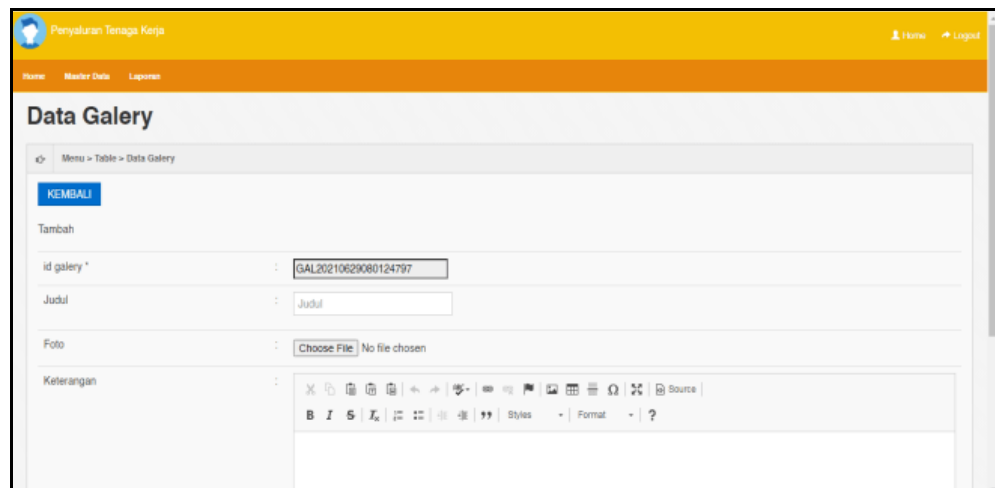 Penyaluran Tenaga Kerja
Home Logout
Home Master Data Laporan
Data Galery
Menu > Table > Data Galery
KEMBALI
Tambah
id galery * : GAL20210629080124797
Judul : Judul
Foto : Choose File No file chosen
Keterangan :
Source
B I S Ix Styles Format ?